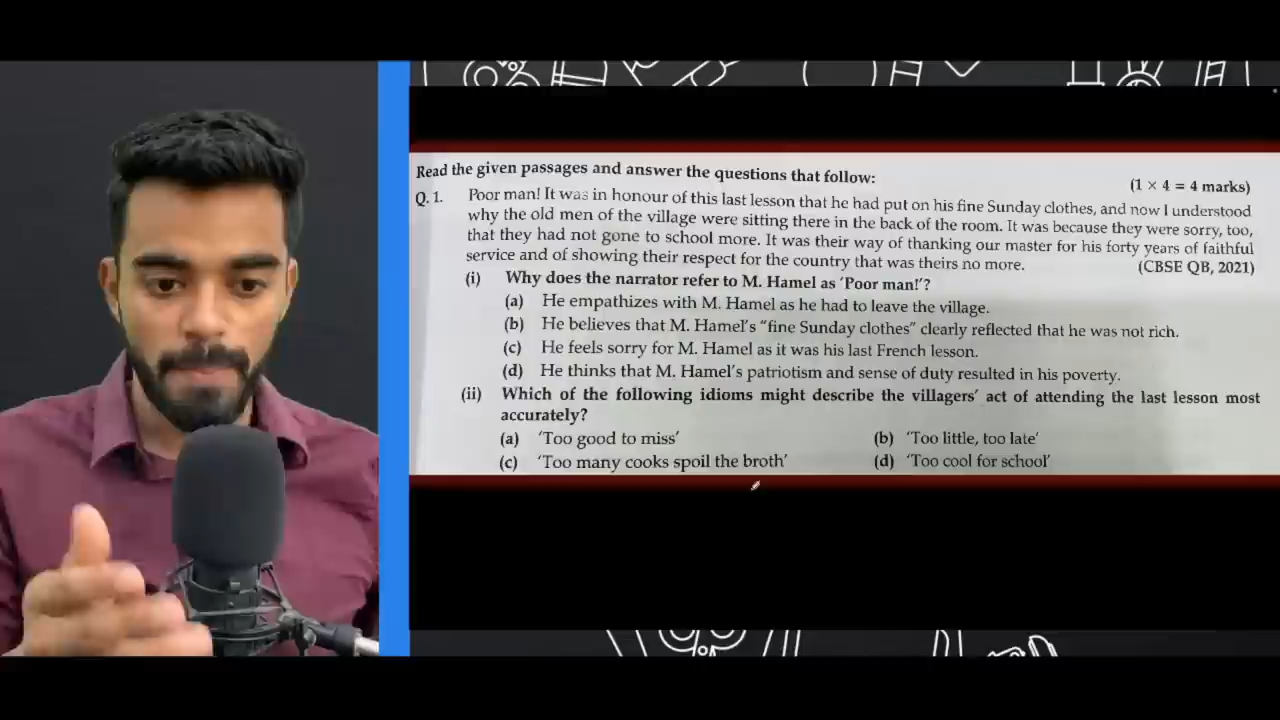 Read the given passages and answer the questions that follow:
(1 × 4 = 4 marks)
Q. 1. Poor man! It was in honour of this last lesson that he had put on his fine Sunday clothes, and now I understood
why the old men of the village were sitting there in the back of the room. It was because they were sorry, too,
that they had not gone to school more. It was their way of thanking our master for his forty years of faithful
service and of showing their respect for the country that was theirs no more. (CBSE QB, 2021)
(i) Why does the narrator refer to M. Hamel as 'Poor man!'?
(a) He empathizes with M. Hamel as he had to leave the village.
(b) He believes that M. Hamel's "fine Sunday clothes" clearly reflected that he was not rich.
(c) He feels sorry for M. Hamel as it was his last French lesson.
(d) He thinks that M. Hamel's patriotism and sense of duty resulted in his poverty.
(ii) Which of the following idioms might describe the villagers' act of attending the last lesson most
accurately?
(a) 'Too good to miss' (b) 'Too little, too late'
(c) 'Too many cooks spoil the broth' (d) 'Too cool for school'